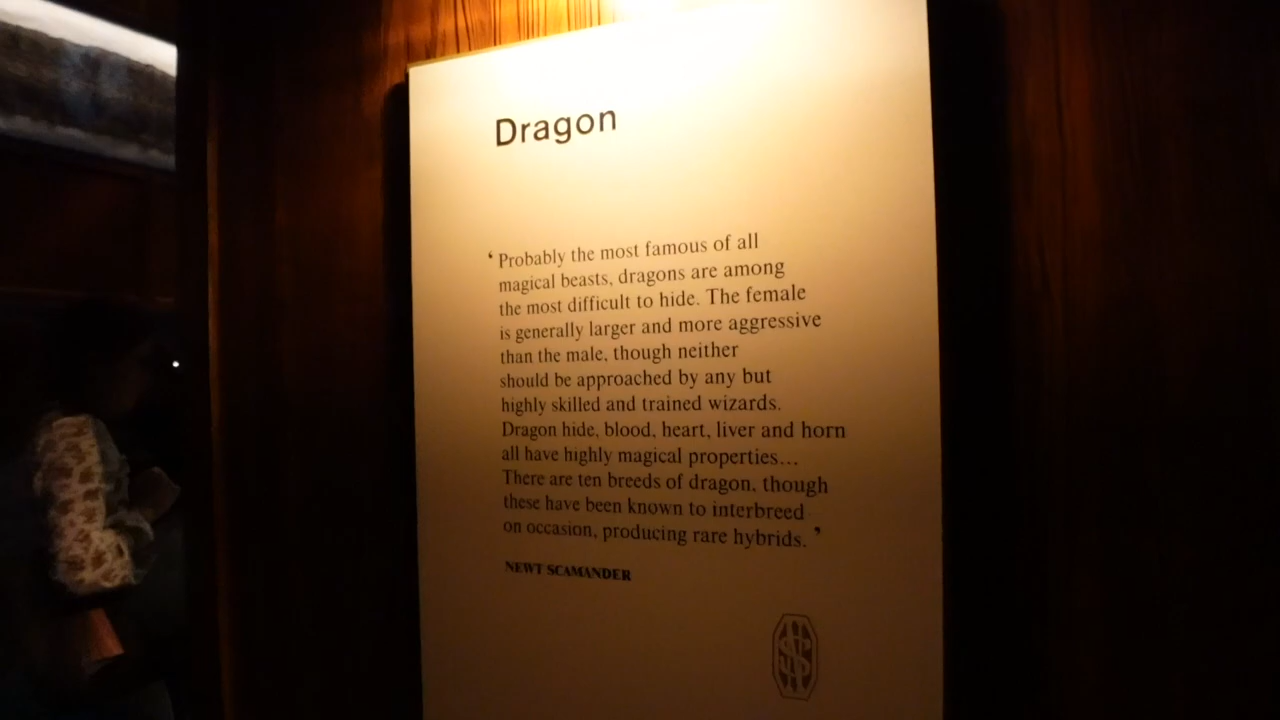 Dragon
‘ Probably the most famous of all
magical beasts, dragons are among
the most difficult to hide. The female
is generally larger and more aggressive
than the male, though neither
should be approached by any but
highly skilled and trained wizards.
Dragon hide, blood, heart, liver and horn
all have highly magical properties...
There are ten breeds of dragon, though
these have been known to interbreed
on occasion, producing rare hybrids. ’
NEWT SCAMANDER